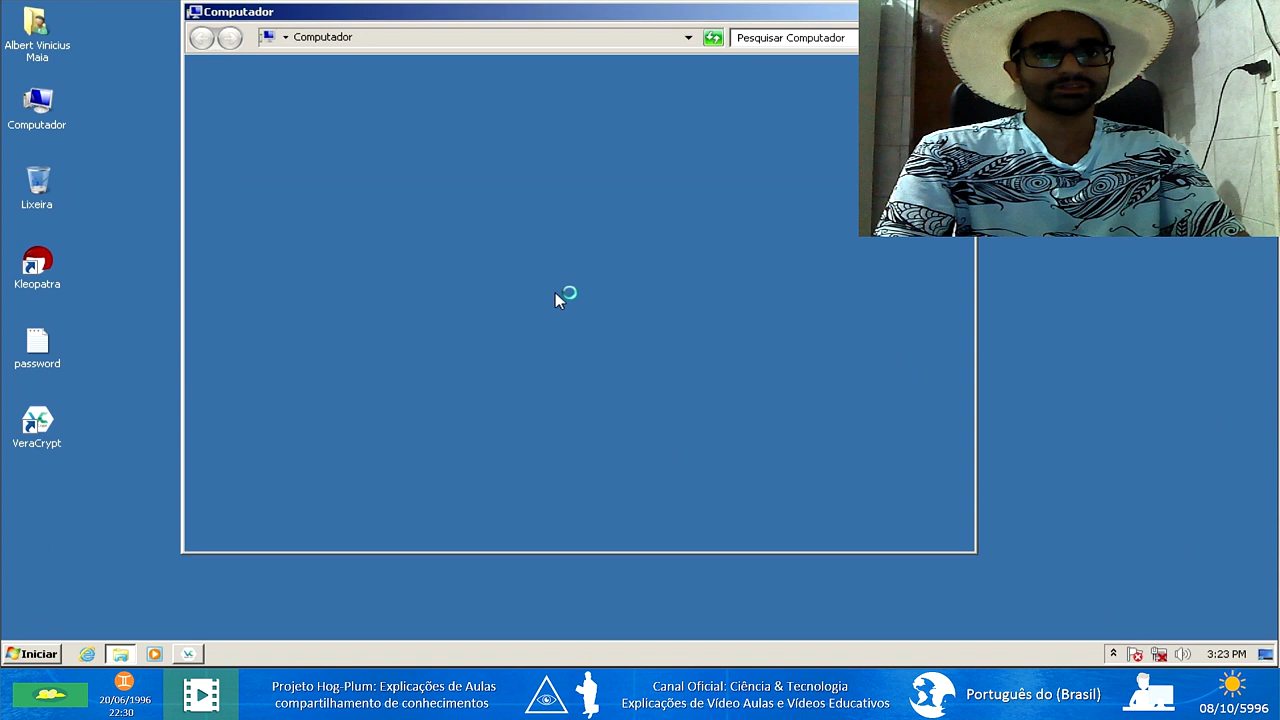 Albert Vinicius
Maia
Computador
Lixeira
Kleopatra
password
VeraCrypt
Computador
Computador
Pesquisar Computador
Iniciar
3:23 PM
20/06/1996
22:30
Projeto Hog-Plum: Explicações de Aulas
compartilhamento de conhecimentos
Canal Oficial: Ciência & Tecnologia
Explicações de Vídeo Aulas e Vídeos Educativos
Português do (Brasil)
08/10/5996